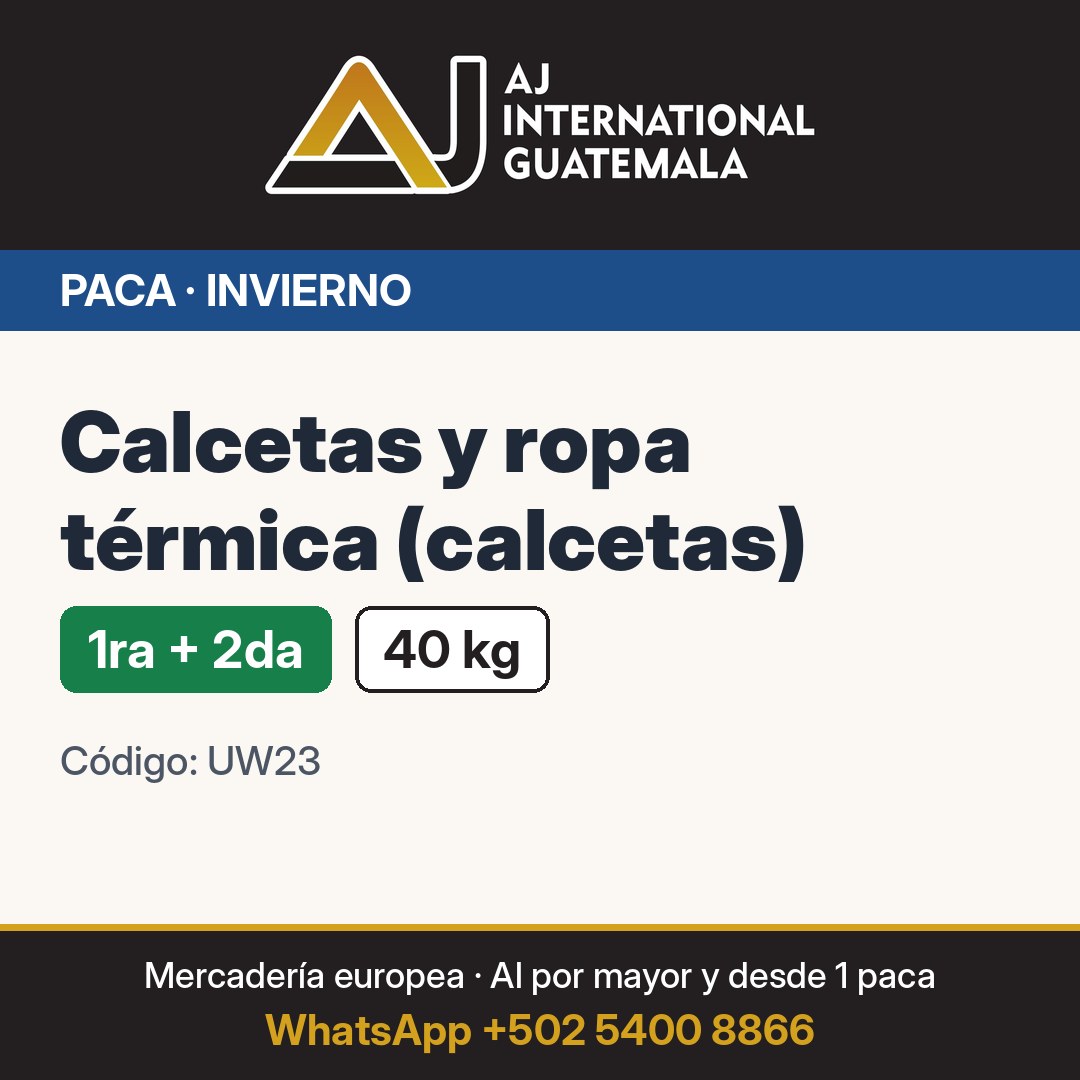 AJ
AJ
INTERNATIONAL
GUATEMALA
PACA · INVIERNO
Calcetas y ropa
térmica (calcetas)
1ra + 2da
40 kg
Código: UW23
Mercadería europea · Al por mayor y desde 1 paca
WhatsApp +502 5400 8866